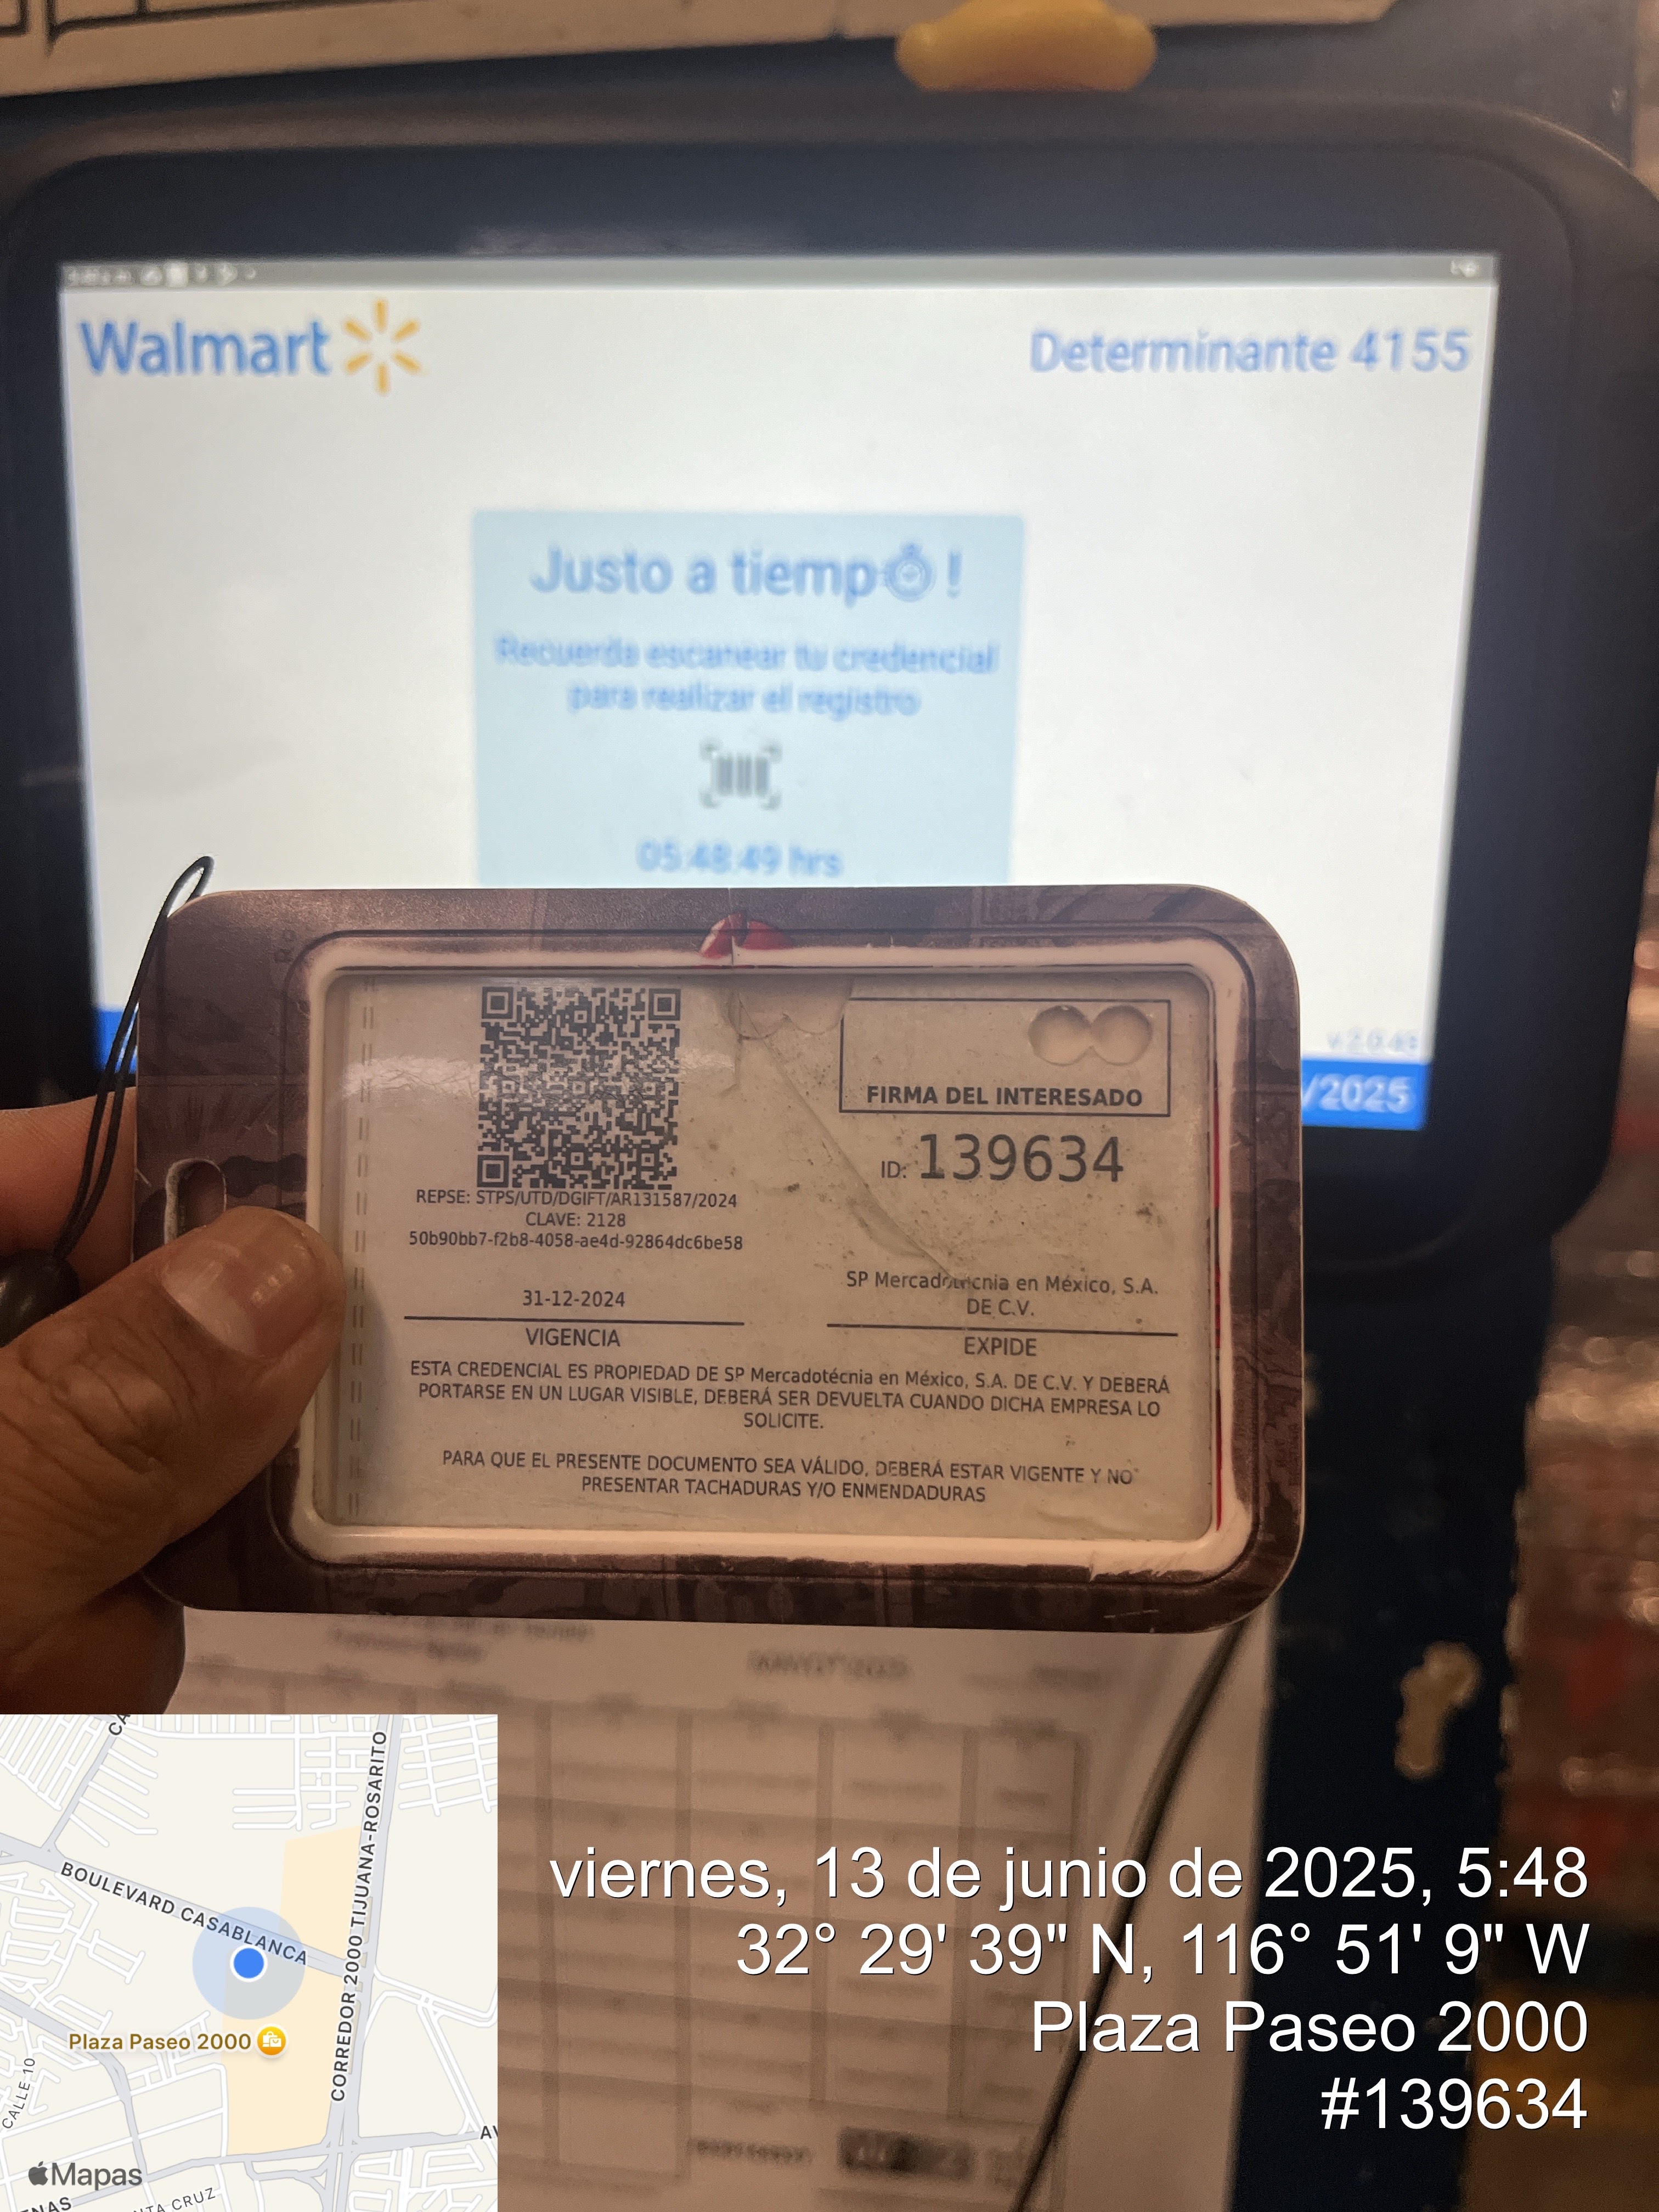 Walmart
Determinante 4155
Justo a tiempo!
Recuerda escanear tu credencial
para realizar el registro
05:48:49 hrs
/2025
FIRMA DEL INTERESADO
ID: 139634
REPSE: STPS/UTD/DGIFT/AR131587/2024
CLAVE: 2128
50b90bb7-f2b8-4058-ae4d-92864dc6be58
31-12-2024
VIGENCIA
SP Mercadotécnia en México, S.A.
DE C.V.
EXPIDE
ESTA CREDENCIAL ES PROPIEDAD DE SP Mercadotécnia en México, S.A. DE C.V. Y DEBERÁ
PORTARSE EN UN LUGAR VISIBLE, DEBERÁ SER DEVUELTA CUANDO DICHA EMPRESA LO
SOLICITE.
PARA QUE EL PRESENTE DOCUMENTO SEA VÁLIDO, DEBERÁ ESTAR VIGENTE Y NO
PRESENTAR TACHADURAS Y/O ENMENDADURAS
BOULEVARD CASABLANCA
CORREDOR 2000 TIJUANA-ROSARITO
Plaza Paseo 2000
CALLE 10
Mapas
viernes, 13 de junio de 2025, 5:48
32° 29' 39" N, 116° 51' 9" W
Plaza Paseo 2000
#139634